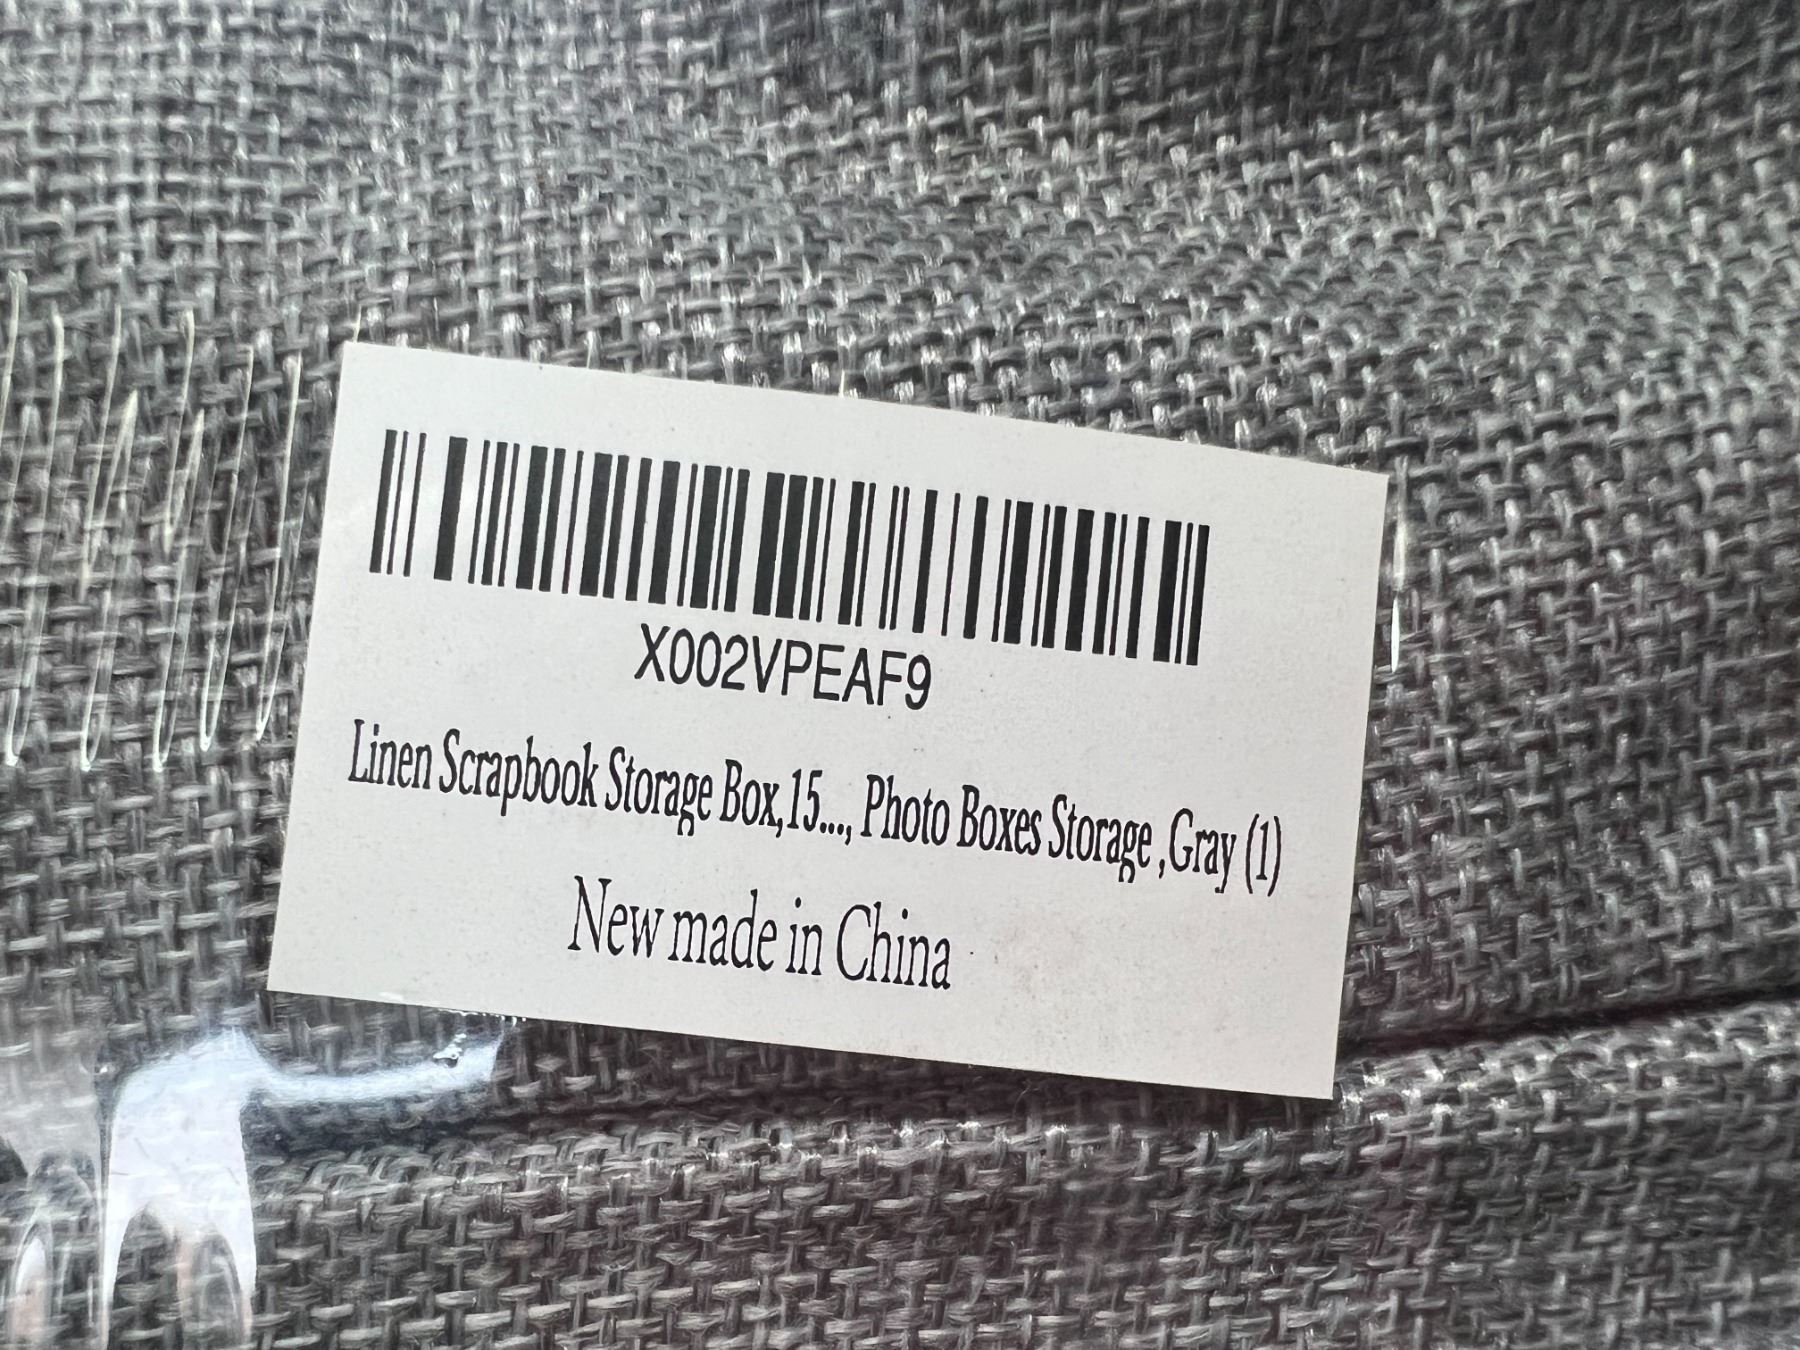 X002VPEAF9
Linen Scrapbook Storage Box,15..., Photo Boxes Storage ,Gray (1)
New made in China